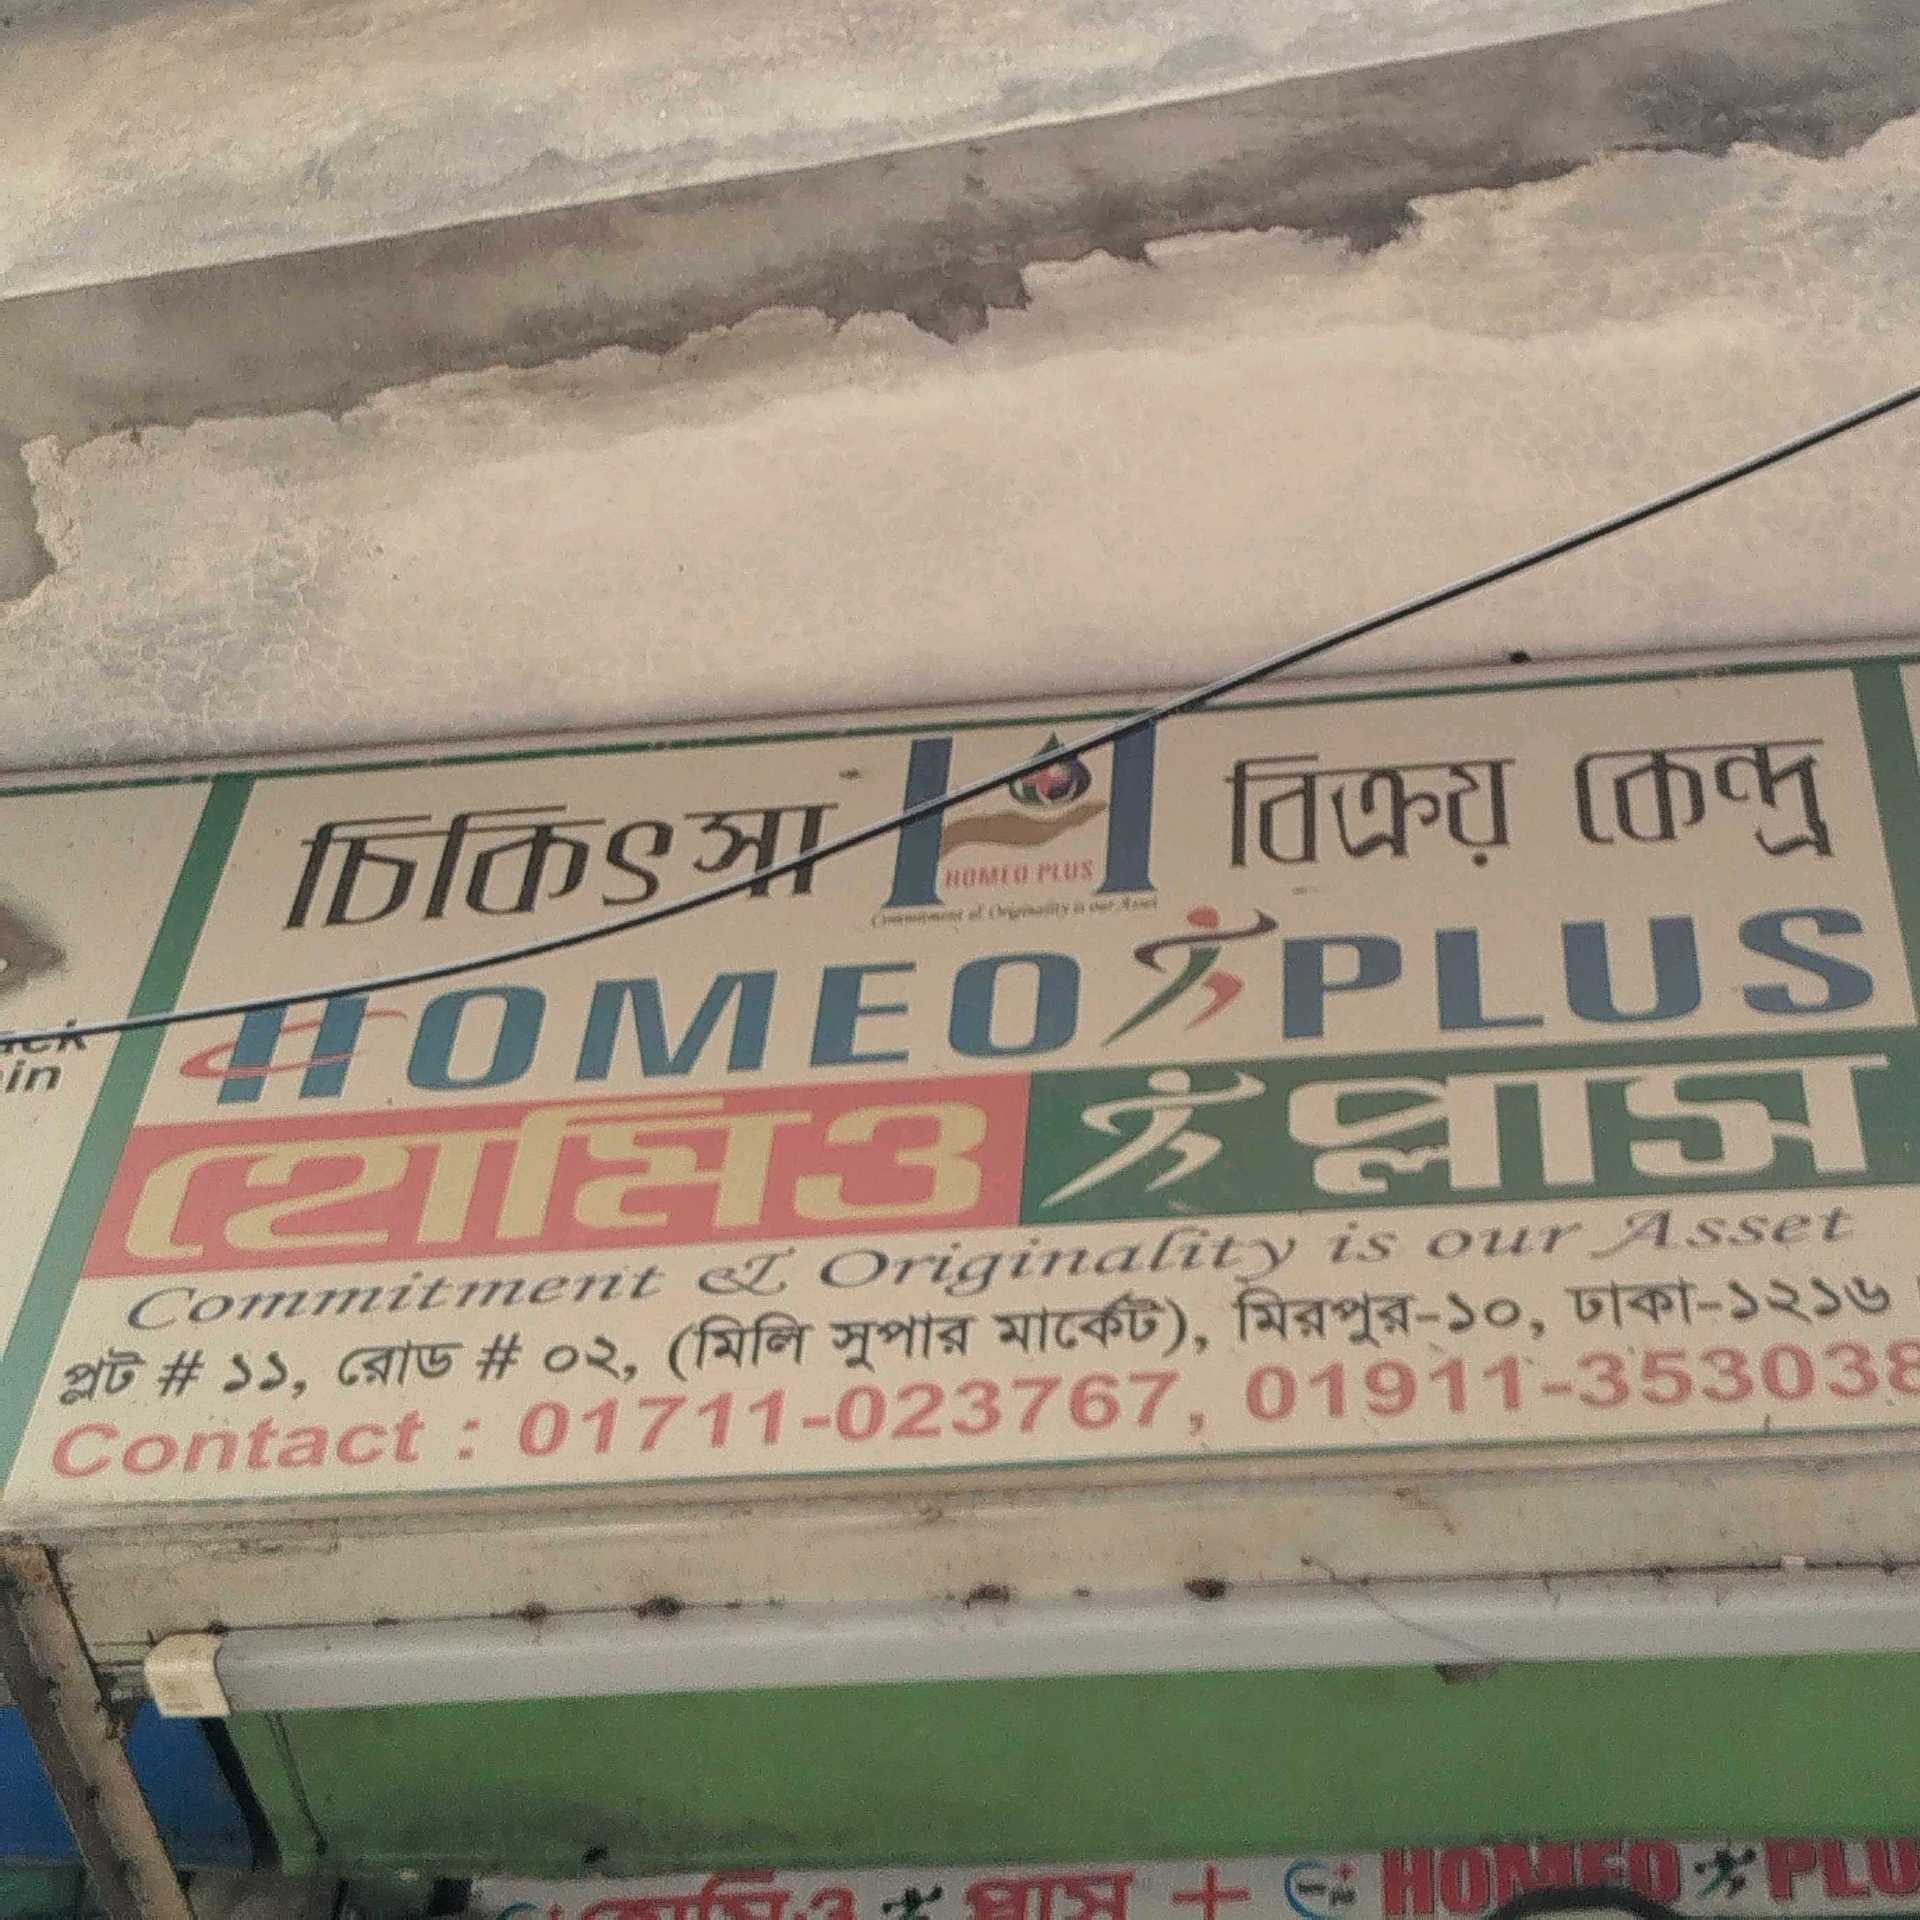 চিকিৎসা বিক্রয় কেন্দ্র
HOMEO PLUS
Commitment & Originality is our Asset
HOMEO PLUS
হোমিও প্লাস
Commitment & Originality is our Asset
প্লট # ১১, রোড # ০২, (মিলি সুপার মার্কেট), মিরপুর-১০, ঢাকা-১২১৬
Contact : 01711-023767, 01911-353038
হোমিও প্লাস + HOMEO PLU